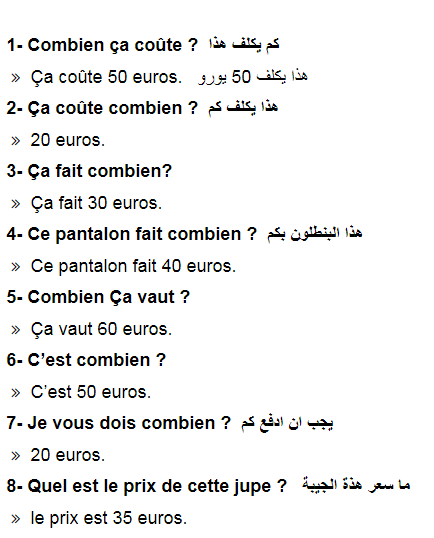 1- Combien ça coûte ? كم يكلف هذا
» Ça coûte 50 euros. هذا يكلف 50 يورو
2- Ça coûte combien ? هذا يكلف كم
» 20 euros.
3- Ça fait combien?
» Ça fait 30 euros.
4- Ce pantalon fait combien ? هذا البنطلون بكم
» Ce pantalon fait 40 euros.
5- Combien Ça vaut ?
» Ça vaut 60 euros.
6- C’est combien ?
» C’est 50 euros.
7- Je vous dois combien ? يجب ان ادفع كم
» 20 euros.
8- Quel est le prix de cette jupe ? ما سعر هذة الجيبة
» le prix est 35 euros.